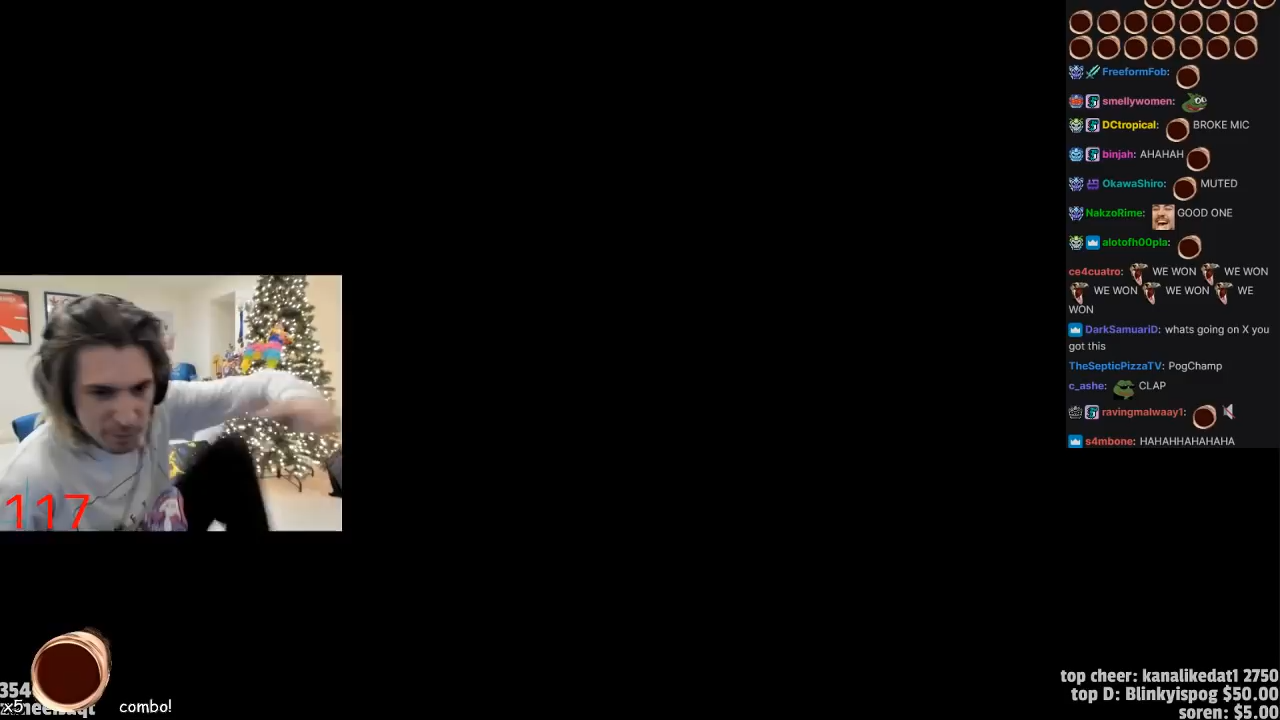 FreeformFob:
smellywomen:
DCtropical: BROKE MIC
binjah: AHAHAH
OkawaShiro: MUTED
NakzoRime: GOOD ONE
alotofh00pla:
ce4cuatro: WE WON WE WON
WE WON WE WON WE
WON
DarkSamuariD: whats going on X you
got this
TheSepticPizzaTV: PogChamp
c_ashe: CLAP
ravingmalwaay1:
s4mbone: HAHAHHAHAHAHA
117
354
x5 combo!
top cheer: kanalikedat1 2750
top D: Blinkyispog $50.00
soren: $5.00